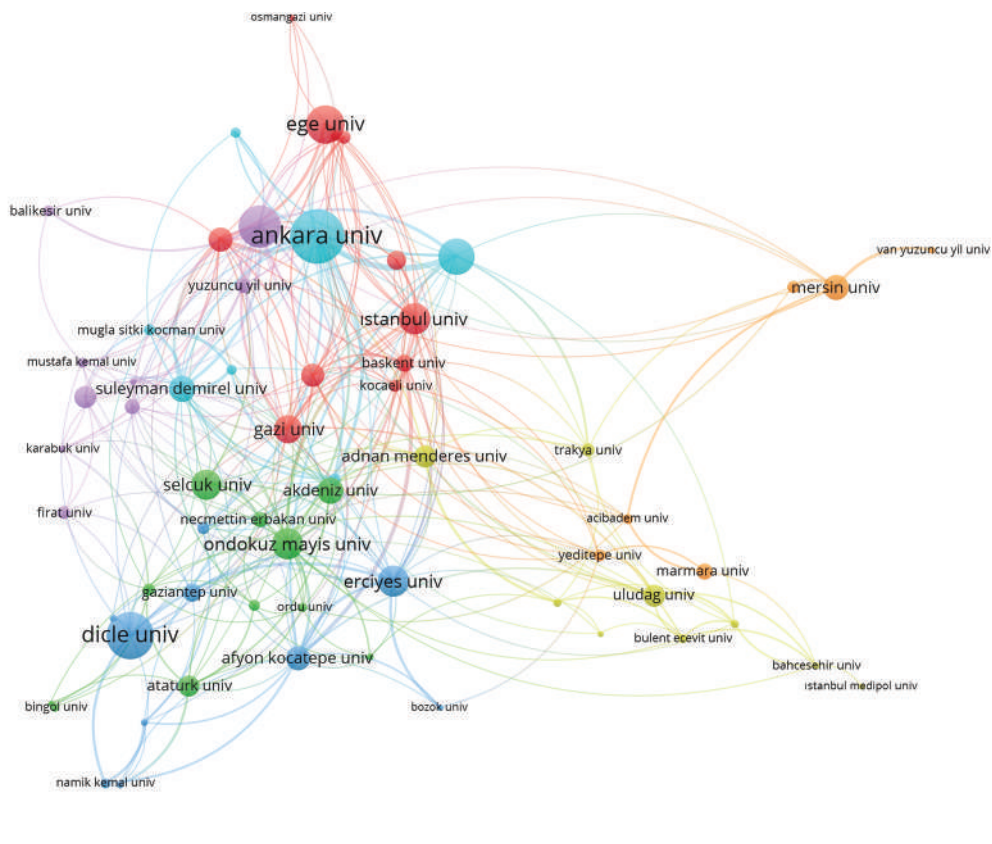 osmangazi univ
ege univ
balikesir univ
ankara univ
van yuzuncu yil univ
yuzuncu yil univ
mersin univ
ıstanbul univ
mugla sitki kocman univ
mustafa kemal univ
baskent univ
suleyman demirel univ
kocaeli univ
gazi univ
karabuk univ
adnan menderes univ
trakya univ
selcuk univ
akdeniz univ
firat univ
necmettin erbakan univ
acibadem univ
ondokuz mayis univ
yeditepe univ
marmara univ
erciyes univ
gaziantep univ
uludag univ
ordu univ
dicle univ
bulent ecevit univ
afyon kocatepe univ
bahcesehir univ
ataturk univ
ıstanbul medipol univ
bingol univ
bozok univ
namik kemal univ